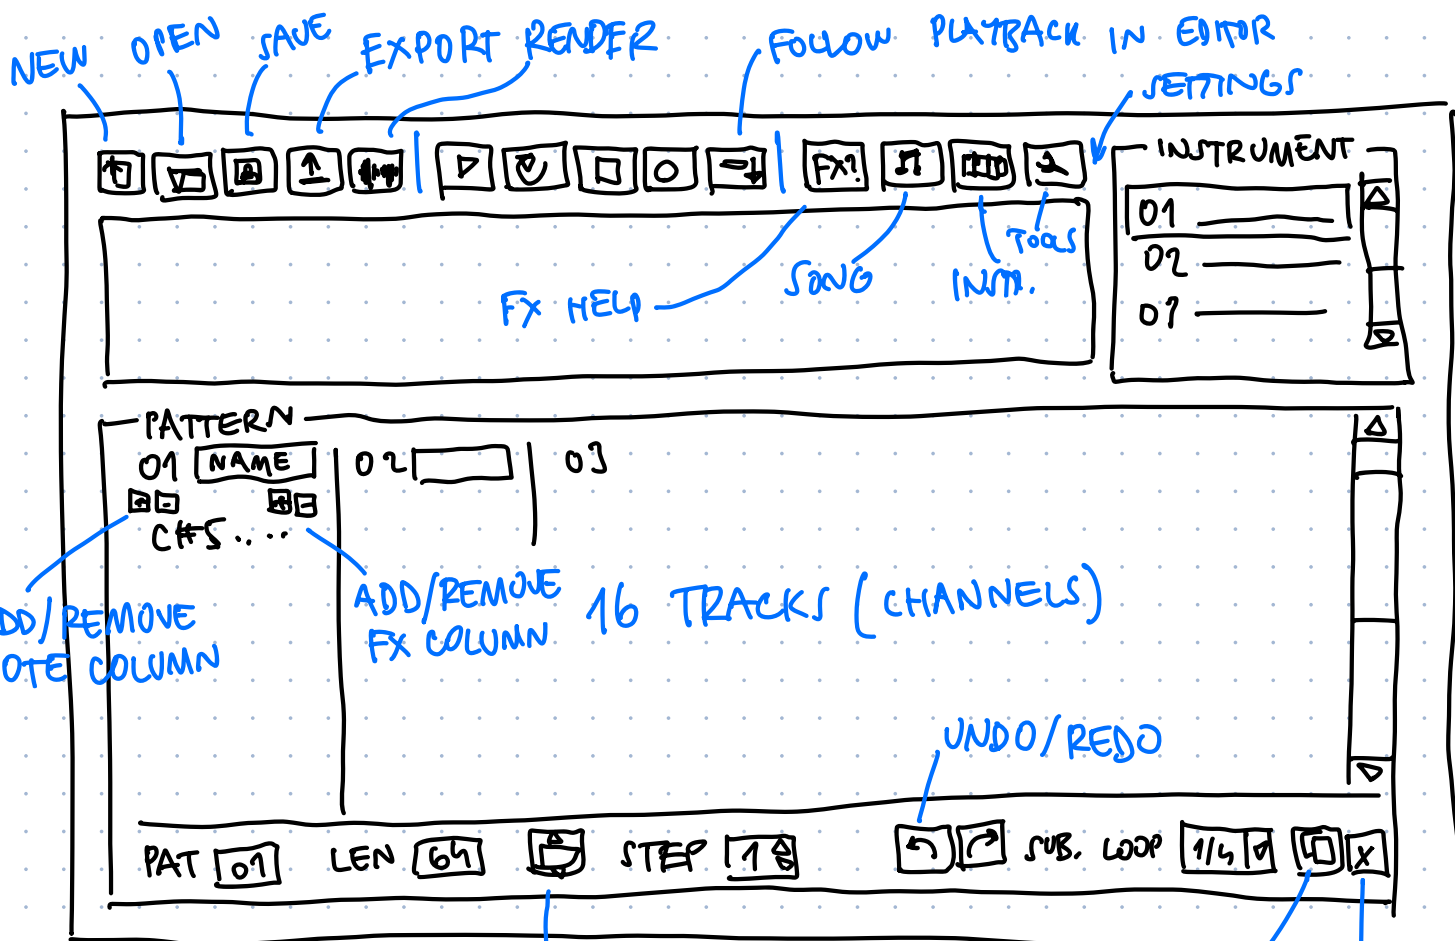 NEW OPEN SAVE EXPORT RENDER FOLLOW PLAYBACK IN EDITOR
SETTINGS
FX?
INSTRUMENT
01
02
03
TOOLS
SONG
INSTR.
FX HELP
PATTERN
01 NAME 02 03
C#5 . . . .
ADD/REMOVE
FX COLUMN
16 TRACKS (CHANNELS)
DD/REMOVE
OTE COLUMN
UNDO/REDO
PAT 01 LEN 64 STEP 1 SUB. LOOP 1/4 X